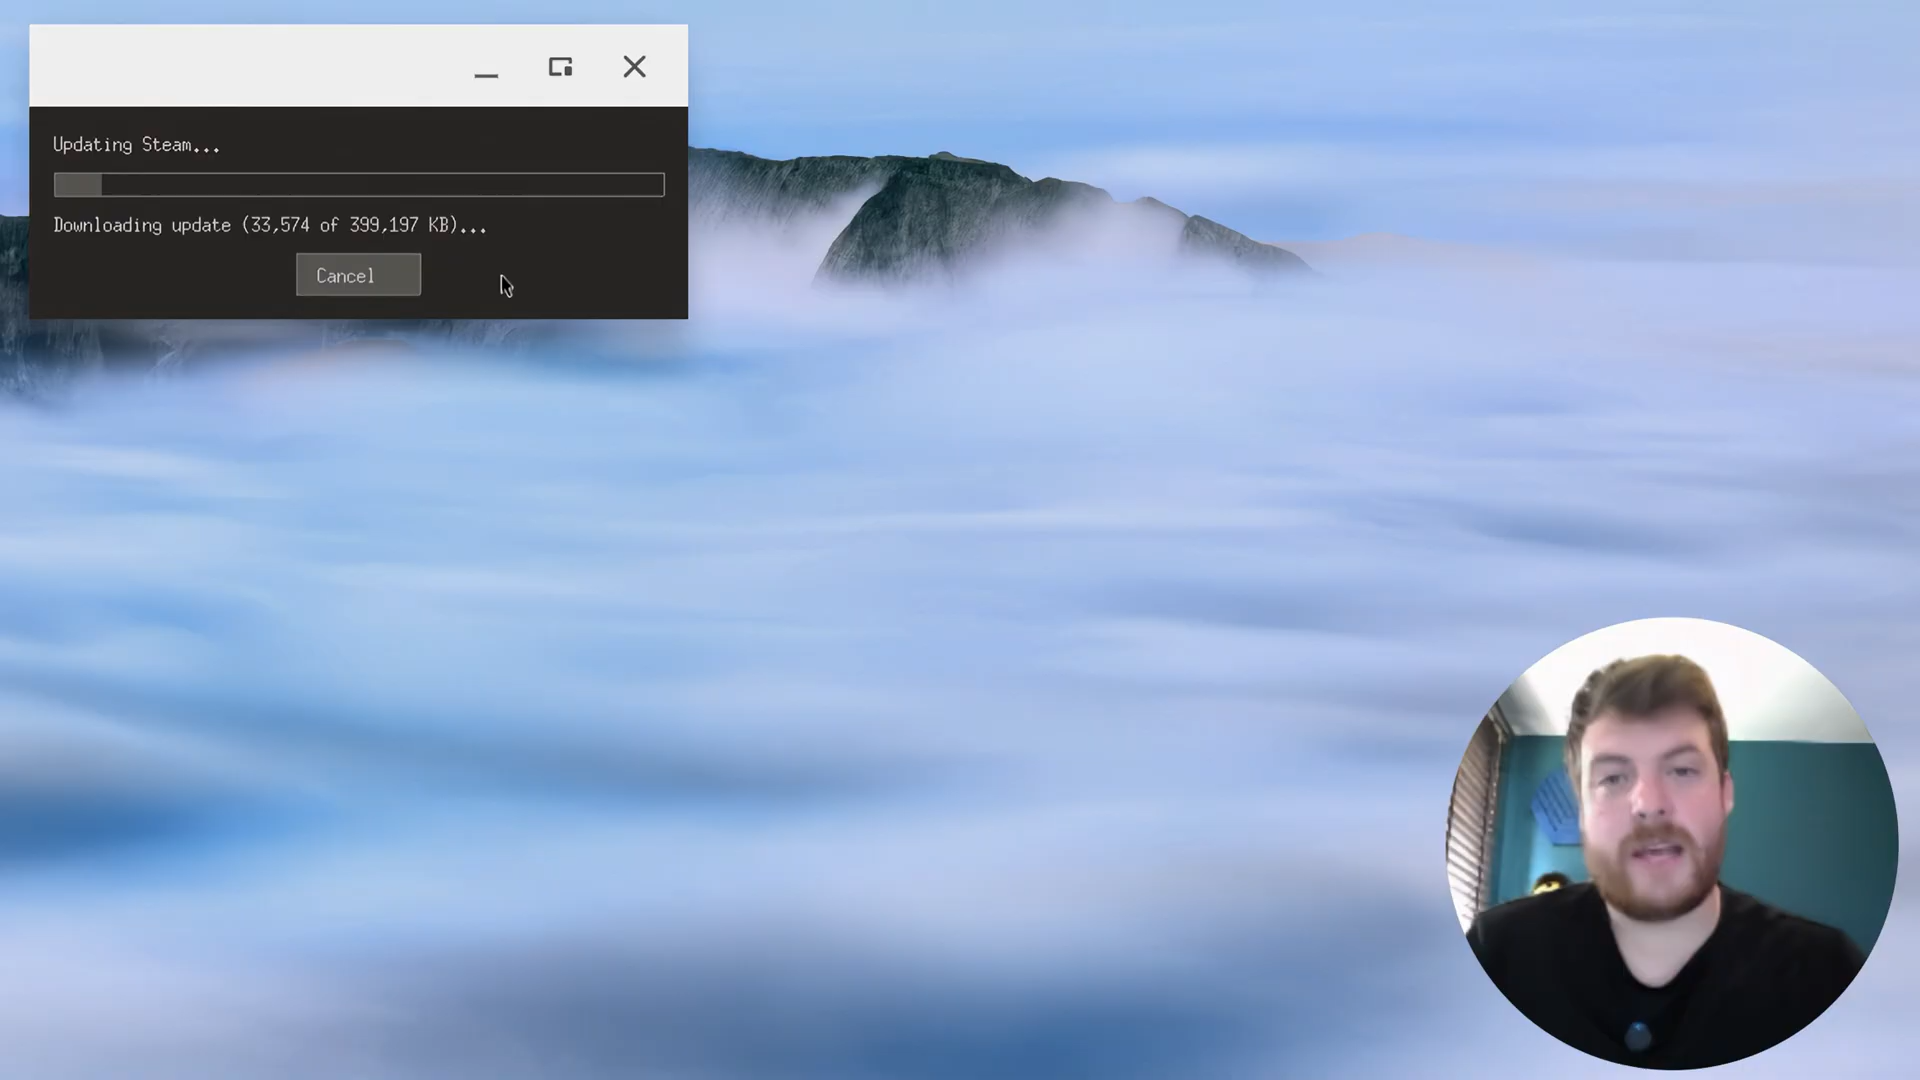 Updating Steam...
Downloading update (33,574 of 399,197 KB)...
Cancel